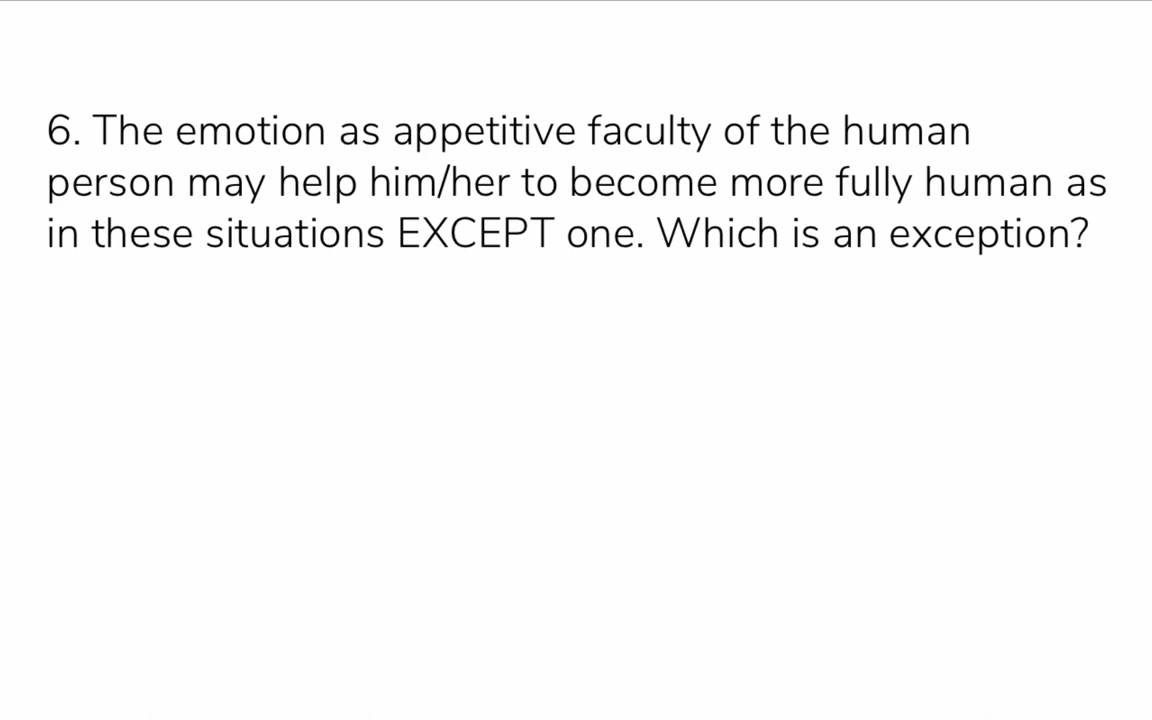 6. The emotion as appetitive faculty of the human
person may help him/her to become more fully human as
in these situations EXCEPT one. Which is an exception?